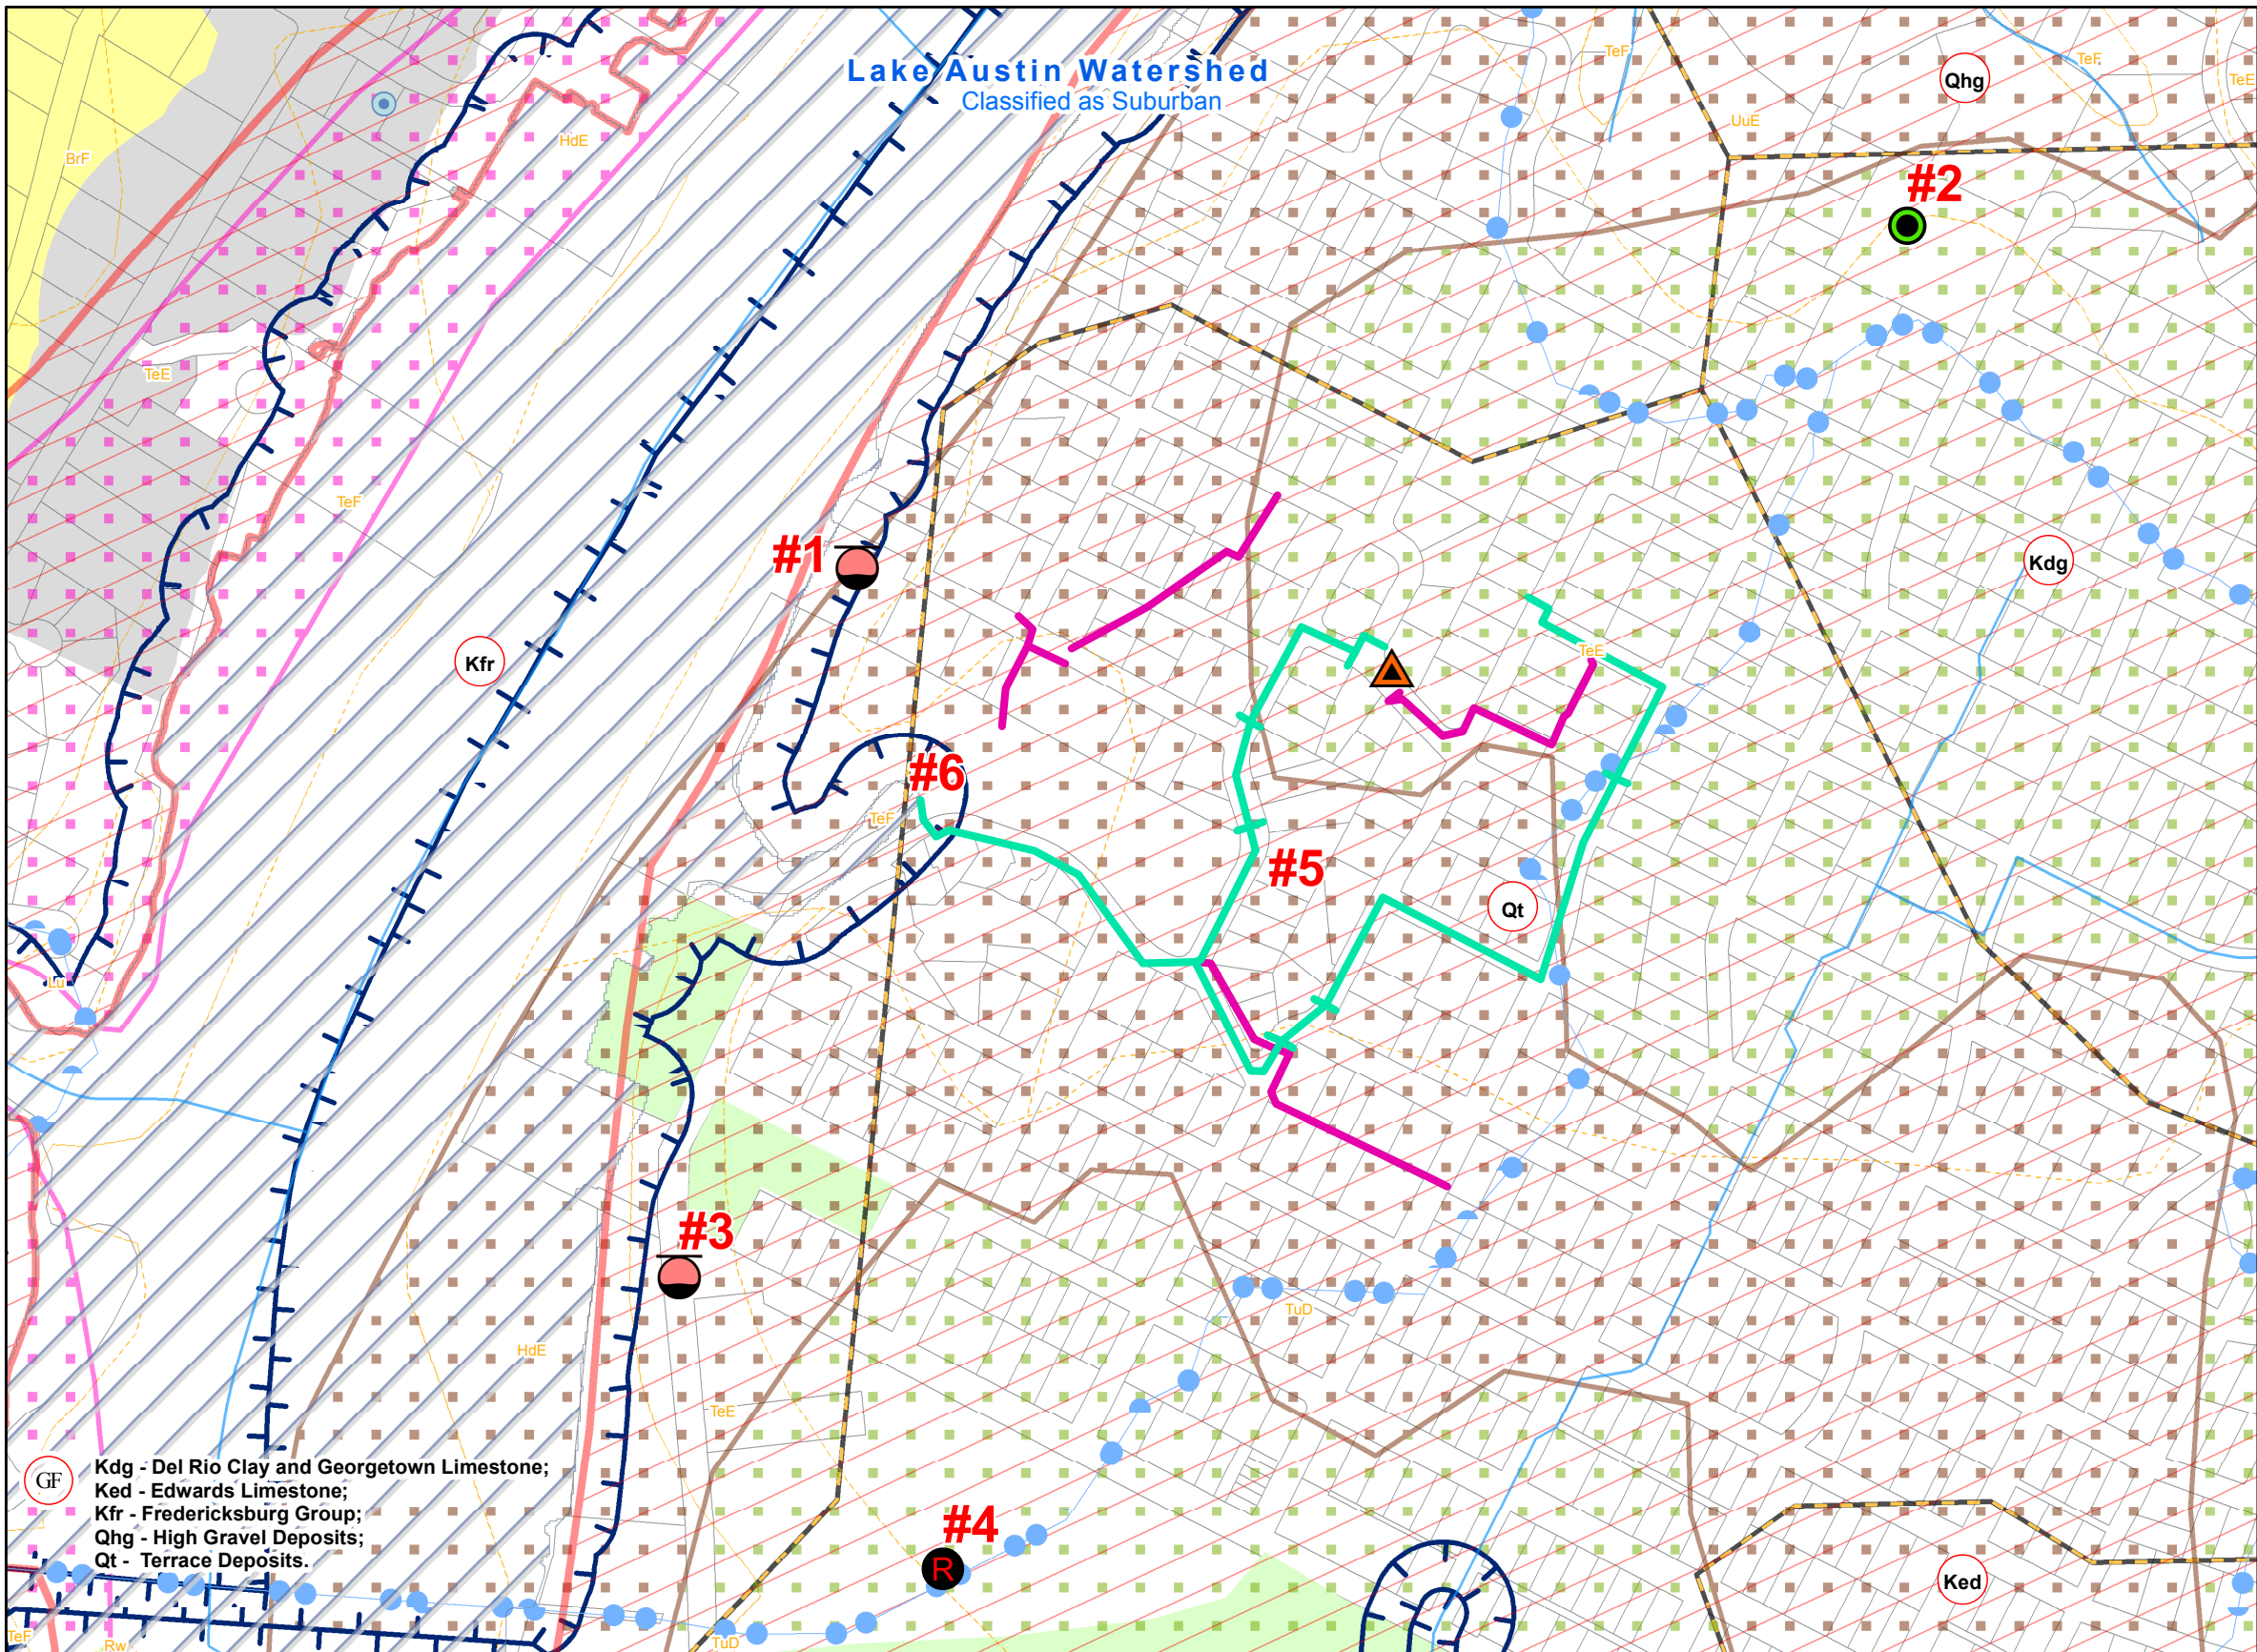 Lake Austin Watershed
Classified as Suburban
TeF
Qhg
TeF
TeE
UuE
BrF
HdE
#2
TeE
TeF
#1
Kfr
Kdg
TeE
#6
TeF
#5
Qt
Lu
#3
TuD
HdE
TeE
GF
Kdg - Del Rio Clay and Georgetown Limestone;
Ked - Edwards Limestone;
Kfr - Fredericksburg Group;
Qhg - High Gravel Deposits;
Qt - Terrace Deposits.
#4
R
Ked
TeF
Rw
TuD